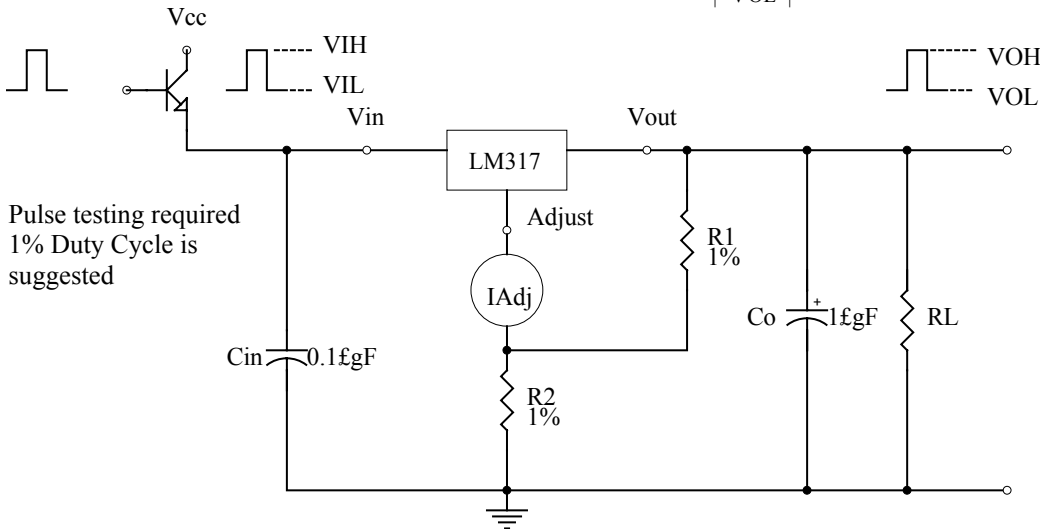 VOL
Vcc
VIH
VIL
VOH
VOL
Vin
Vout
LM317
Adjust
Pulse testing required
1% Duty Cycle is
suggested
R1
1%
IAdj
Co
+
1£gF
RL
Cin
0.1£gF
R2
1%